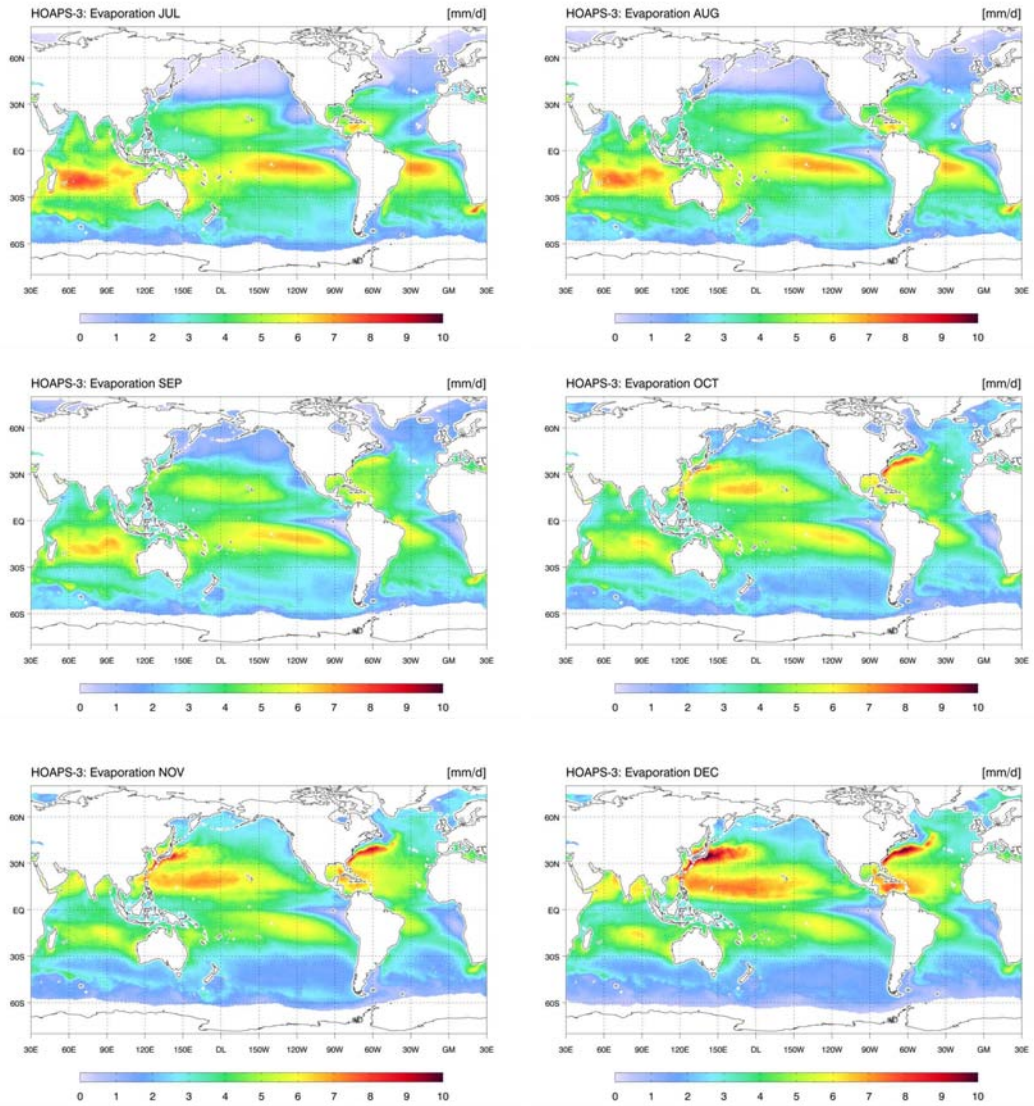 HOAPS-3: Evaporation JUL [mm/d]
60N
30N
EQ
30S
60S
30E 60E 90E 120E 150E DL 150W 120W 90W 60W 30W GM 30E
0 1 2 3 4 5 6 7 8 9 10
HOAPS-3: Evaporation AUG [mm/d]
60N
30N
EQ
30S
60S
30E 60E 90E 120E 150E DL 150W 120W 90W 60W 30W GM 30E
0 1 2 3 4 5 6 7 8 9 10
HOAPS-3: Evaporation SEP [mm/d]
60N
30N
EQ
30S
60S
30E 60E 90E 120E 150E DL 150W 120W 90W 60W 30W GM 30E
0 1 2 3 4 5 6 7 8 9 10
HOAPS-3: Evaporation OCT [mm/d]
60N
30N
EQ
30S
60S
30E 60E 90E 120E 150E DL 150W 120W 90W 60W 30W GM 30E
0 1 2 3 4 5 6 7 8 9 10
HOAPS-3: Evaporation NOV [mm/d]
60N
30N
EQ
30S
60S
30E 60E 90E 120E 150E DL 150W 120W 90W 60W 30W GM 30E
0 1 2 3 4 5 6 7 8 9 10
HOAPS-3: Evaporation DEC [mm/d]
60N
30N
EQ
30S
60S
30E 60E 90E 120E 150E DL 150W 120W 90W 60W 30W GM 30E
0 1 2 3 4 5 6 7 8 9 10